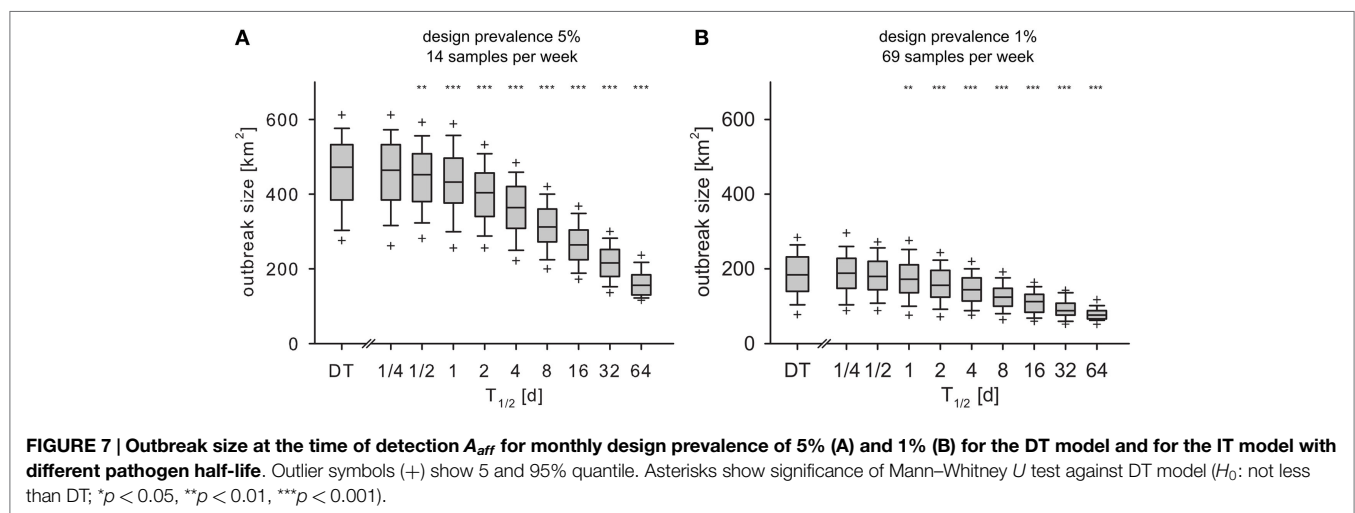 A
design prevalence 5%
14 samples per week
** *** *** *** *** *** *** ***
600
400
200
0
outbreak size [km²]
DT 1/4 1/2 1 2 4 8 16 32 64
T1/2 [d]
B
design prevalence 1%
69 samples per week
** *** *** *** *** *** ***
600
400
200
0
outbreak size [km²]
DT 1/4 1/2 1 2 4 8 16 32 64
T1/2 [d]
FIGURE 7 | Outbreak size at the time of detection Aaff for monthly design prevalence of 5% (A) and 1% (B) for the DT model and for the IT model with
different pathogen half-life. Outlier symbols (+) show 5 and 95% quantile. Asterisks show significance of Mann–Whitney U test against DT model (H0: not less
than DT; *p < 0.05, **p < 0.01, ***p < 0.001).